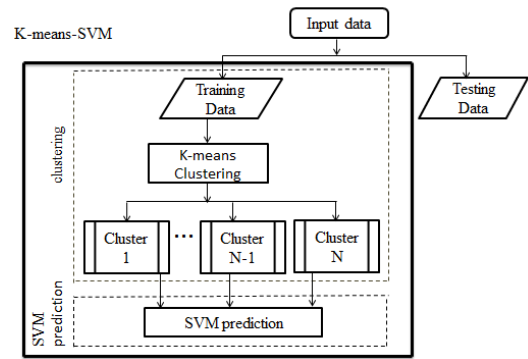 Input data
K-means-SVM
Training
Data
Testing
Data
clustering
K-means
Clustering
Cluster
1
...
Cluster
N-1
Cluster
N
SVM
prediction
SVM prediction